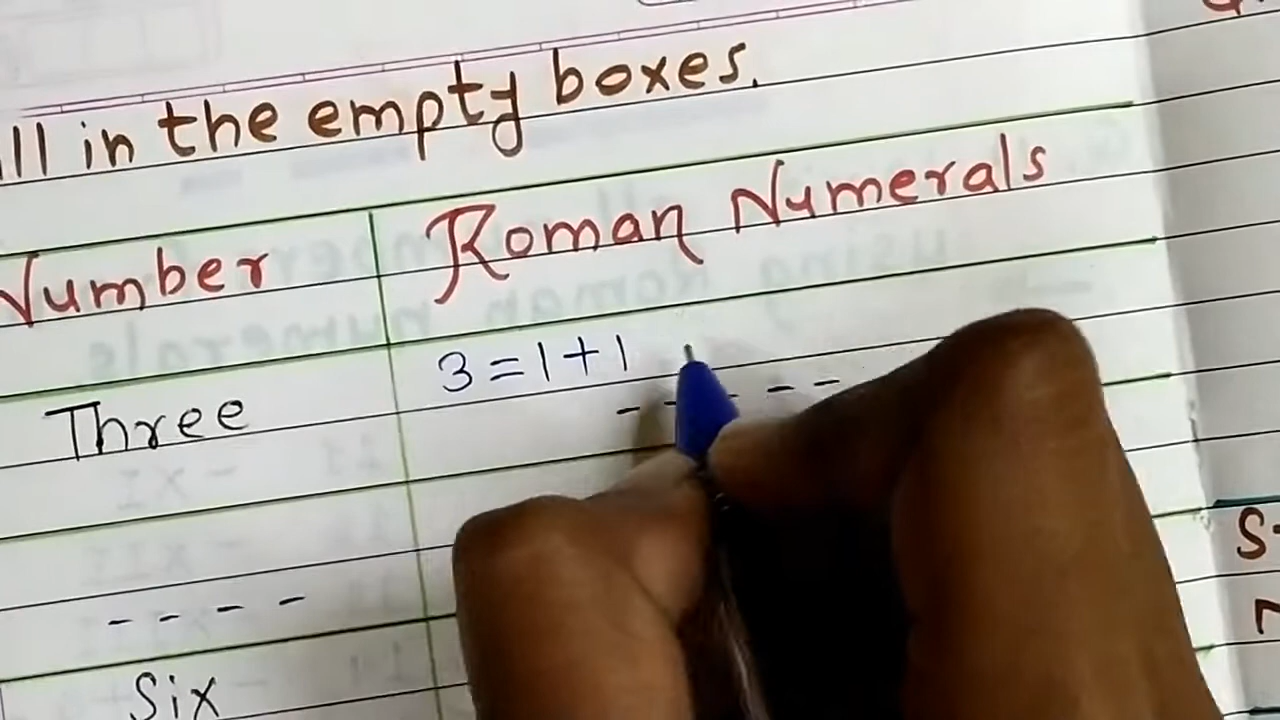 ll in the empty boxes.
Number Roman Numerals
Three 3=1+1
- - - -
Six